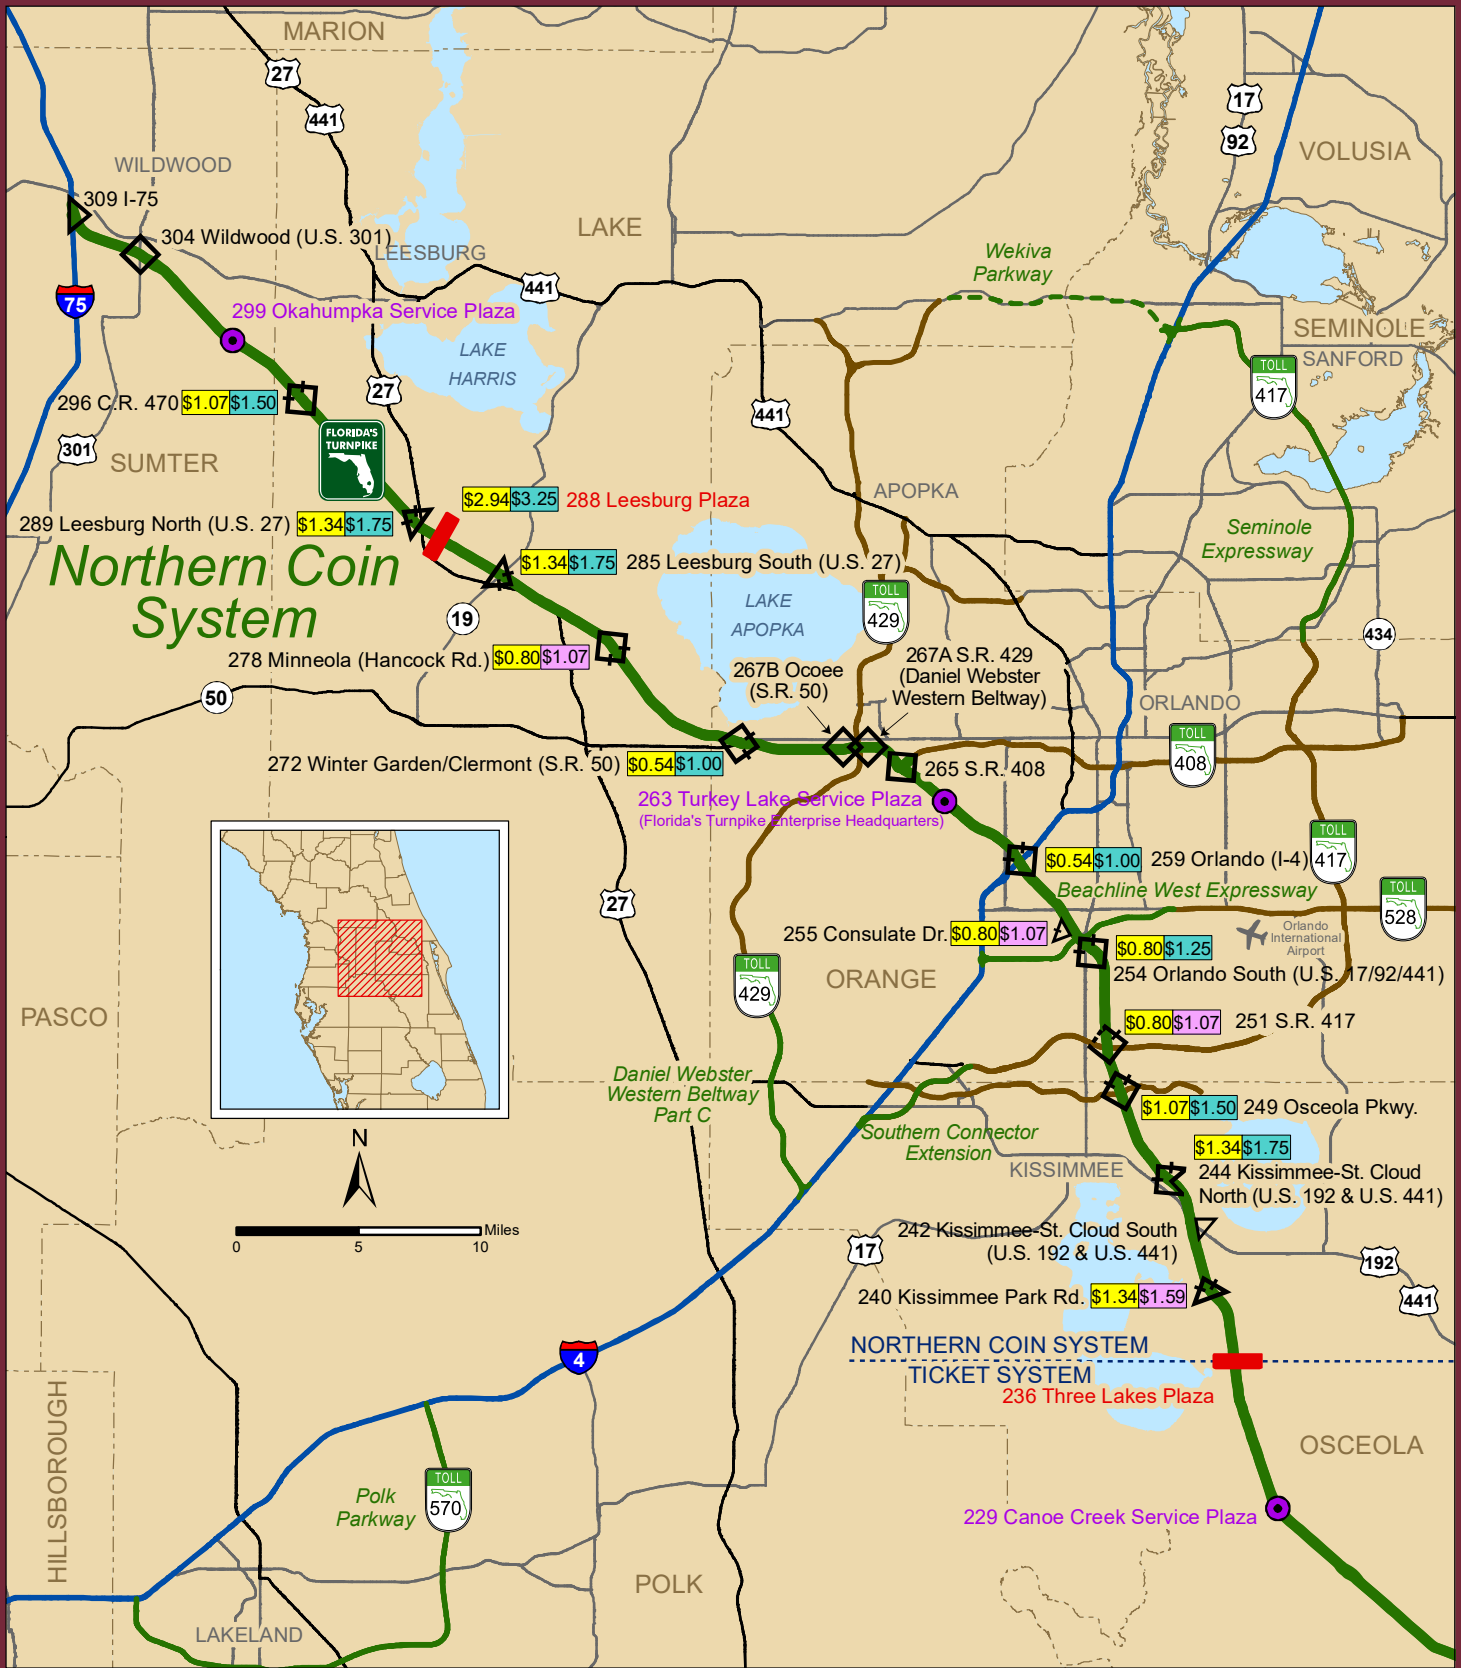 MARION
27
441
17
92
VOLUSIA
WILDWOOD
309 I-75
304 Wildwood (U.S. 301)
LEESBURG
LAKE
441
Wekiva
Parkway
75
299 Okahumpka Service Plaza
SEMINOLE
SANFORD
LAKE
HARRIS
27
TOLL
417
296 C.R. 470 $1.07 $1.50
441
301
SUMTER
FLORIDA'S
TURNPIKE
$2.94 $3.25 288 Leesburg Plaza
APOPKA
289 Leesburg North (U.S. 27) $1.34 $1.75
Seminole
Expressway
Northern Coin
System
$1.34 $1.75 285 Leesburg South (U.S. 27)
LAKE
APOPKA
TOLL
429
19
434
278 Minneola (Hancock Rd.) $0.80 $1.07
267B Ocoee
(S.R. 50)
267A S.R. 429
(Daniel Webster
Western Beltway)
50
ORLANDO
TOLL
408
272 Winter Garden/Clermont (S.R. 50) $0.54 $1.00
265 S.R. 408
263 Turkey Lake Service Plaza
(Florida's Turnpike Enterprise Headquarters)
$0.54 $1.00 259 Orlando (I-4)
TOLL
417
Beachline West Expressway
27
TOLL
528
255 Consulate Dr. $0.80 $1.07
Orlando
International
Airport
$0.80 $1.25
254 Orlando South (U.S. 17/92/441)
ORANGE
TOLL
429
PASCO
$0.80 $1.07 251 S.R. 417
Daniel Webster
Western Beltway
Part C
$1.07 $1.50 249 Osceola Pkwy.
Southern Connector
Extension
N
$1.34 $1.75
KISSIMMEE
244 Kissimmee-St. Cloud
North (U.S. 192 & U.S. 441)
Miles
0 5 10
242 Kissimmee-St. Cloud South
(U.S. 192 & U.S. 441)
17
192
441
240 Kissimmee Park Rd. $1.34 $1.59
NORTHERN COIN SYSTEM
TICKET SYSTEM
4
236 Three Lakes Plaza
HILLSBOROUGH
OSCEOLA
Polk
Parkway
TOLL
570
229 Canoe Creek Service Plaza
POLK
LAKELAND